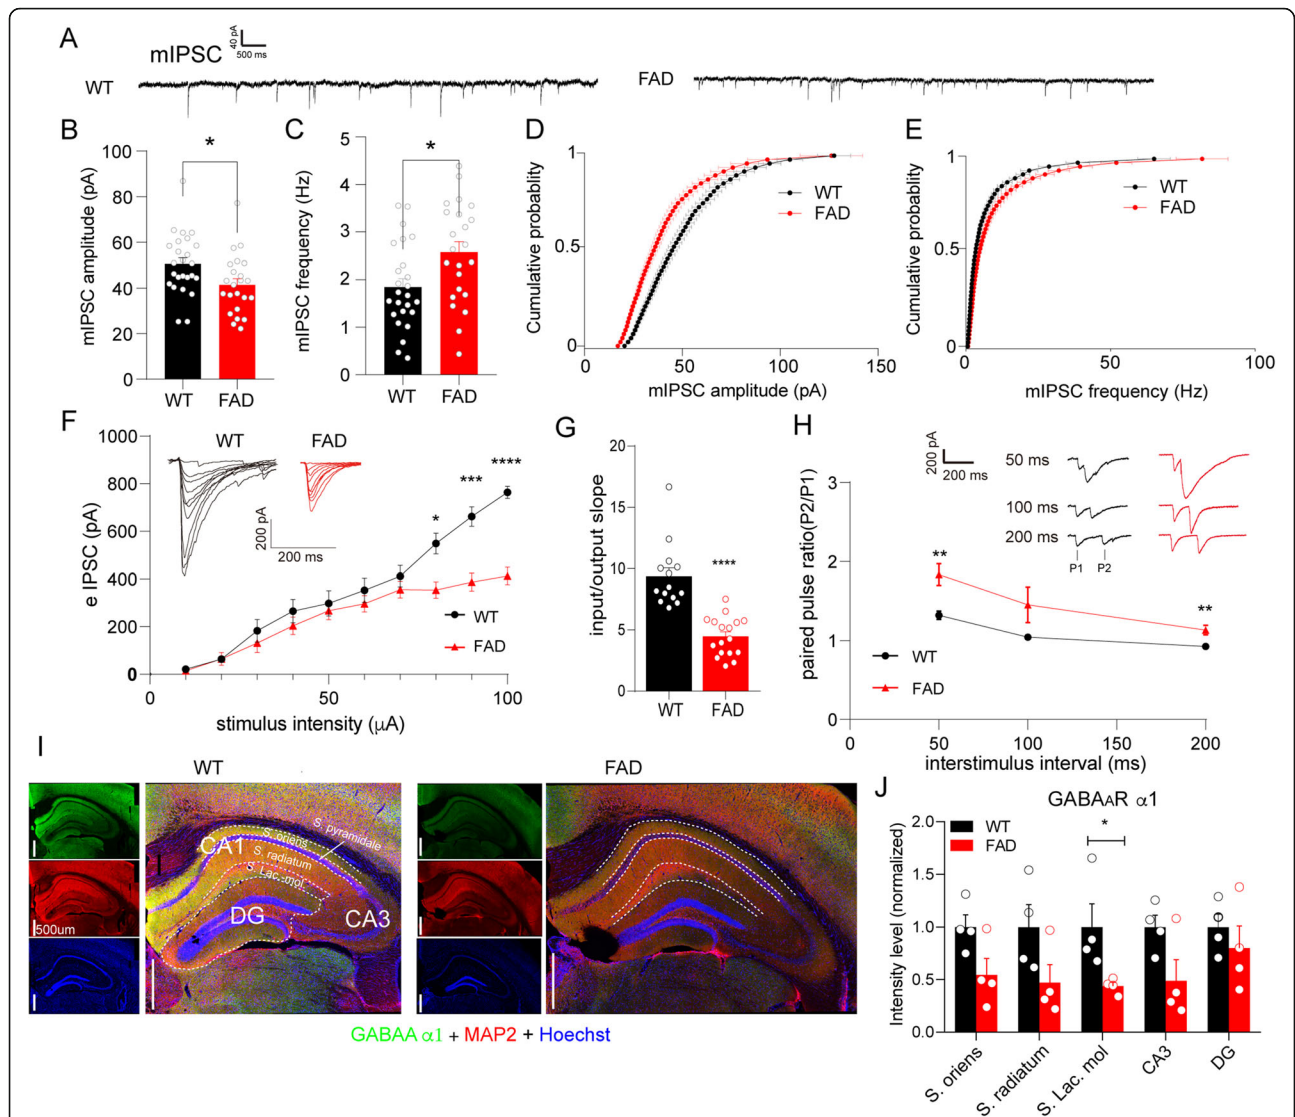 A
mIPSC
40 pA
500 ms
WT
FAD
B
mIPSC amplitude (pA)
100
80
60
40
20
0
*
WT
FAD
C
mIPSC frequency (Hz)
5
4
3
2
1
0
*
WT
FAD
D
Cumulative probablity
1
0.5
0
0
50
100
150
mIPSC amplitude (pA)
WT
FAD
E
Cumulative probablity
1
0.5
0
0
50
100
mIPSC frequency (Hz)
WT
FAD
F
e IPSC (pA)
1000
800
600
400
200
0
0
50
100
stimulus intensity (µA)
WT
FAD
200 pA
200 ms
*
***
****
WT
FAD
G
input/output slope
20
15
10
5
0
****
WT
FAD
H
paired pulse ratio(P2/P1)
2
1
0
0
50
100
150
200
interstimulus interval (ms)
200 pA
200 ms
50 ms
100 ms
200 ms
P1
P2
**
**
WT
FAD
I
WT
FAD
500um
CA1
S. oriens
S. pyramidale
S. radiatum
S. Lac. mol
DG
CA3
GABAA α1 + MAP2 + Hoechst
J
GABAAR α1
Intensity level (normalized)
2.0
1.5
1.0
0.5
0.0
WT
FAD
*
S. oriens
S. radiatum
S. Lac. mol
CA3
DG